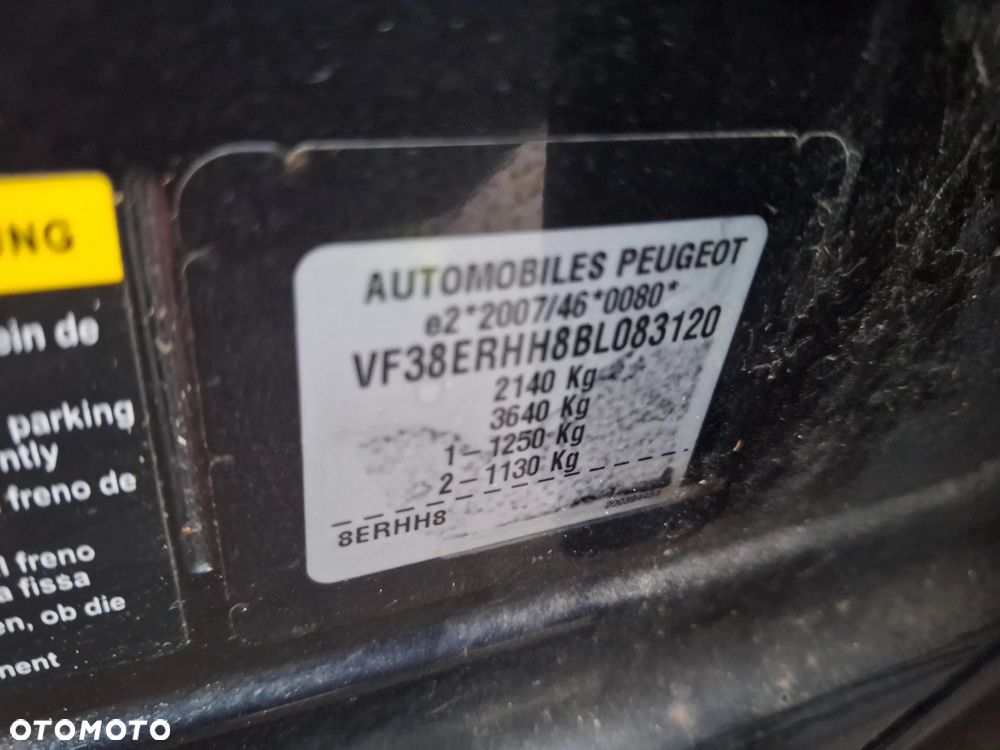 UNG
ein de
parking
ntly
freno de
l freno
a fissa
en, ob die
nent
AUTOMOBILES PEUGEOT
e2*2007/46*0080*
VF38ERHH8BL083120
2140 Kg
3640 Kg
1-1250 Kg
2-1130 Kg
8ERHH8
OTOMOTO